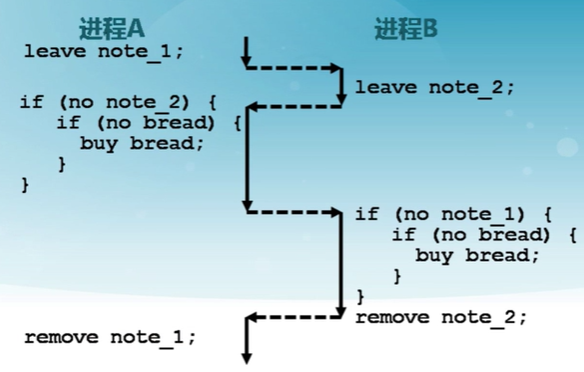 进程A
leave note_1;
if (no note_2) {
if (no bread) {
buy bread;
}
}
remove note_1;
进程B
leave note_2;
if (no note_1) {
if (no bread) {
buy bread;
}
}
remove note_2;